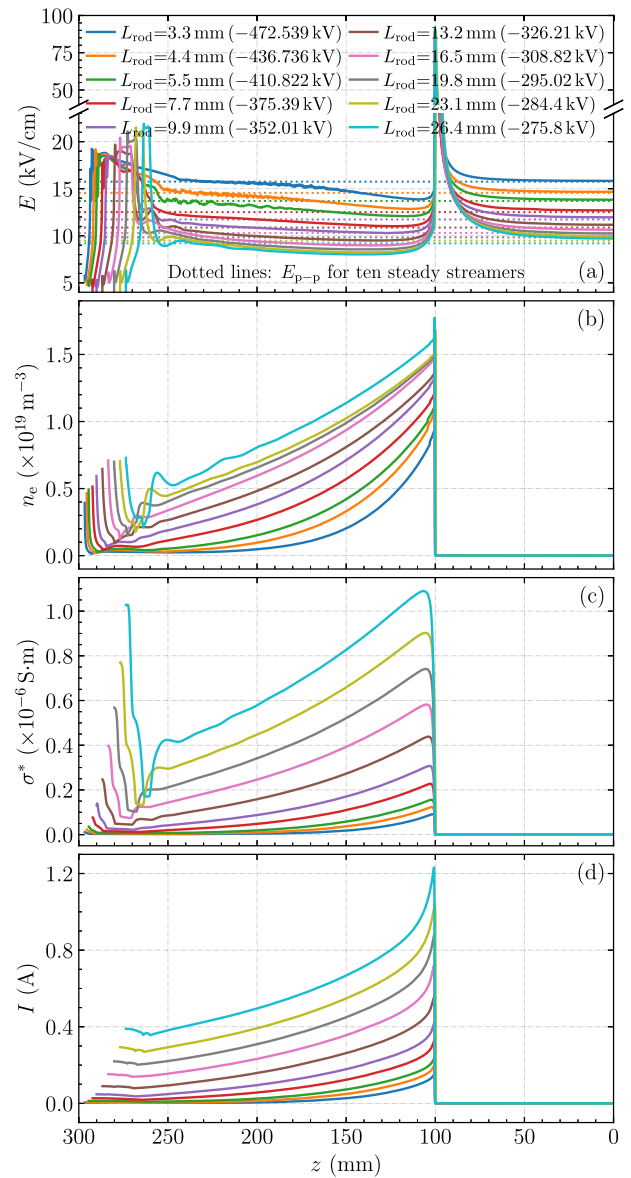 100
75
50
20
15
10
5
E (kV/cm)
L_rod=3.3 mm (−472.539 kV)
L_rod=4.4 mm (−436.736 kV)
L_rod=5.5 mm (−410.822 kV)
L_rod=7.7 mm (−375.39 kV)
L_rod=9.9 mm (−352.01 kV)
L_rod=13.2 mm (−326.21 kV)
L_rod=16.5 mm (−308.82 kV)
L_rod=19.8 mm (−295.02 kV)
L_rod=23.1 mm (−284.4 kV)
L_rod=26.4 mm (−275.8 kV)
Dotted lines: E_p−p for ten steady streamers
(a)
1.5
1.0
0.5
0.0
n_e (×10^19 m^−3)
(b)
1.0
0.8
0.6
0.4
0.2
0.0
σ* (×10^−6 S·m)
(c)
1.2
0.8
0.4
0.0
I (A)
(d)
300 250 200 150 100 50 0
z (mm)